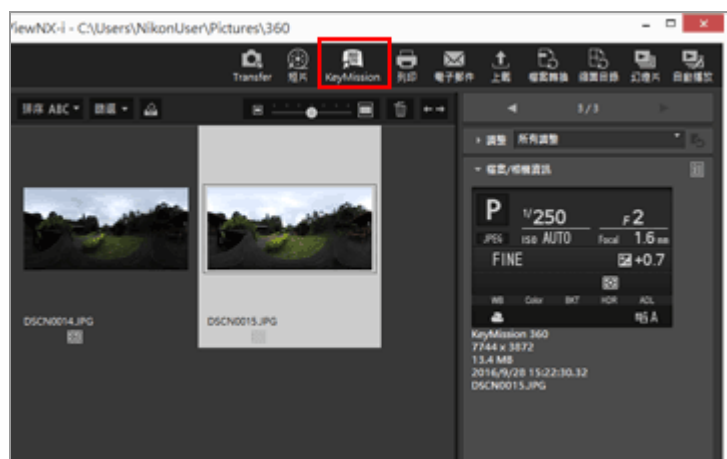 ViewNX-i - C:\Users\NikonUser\Pictures\360
Transfer 相片 KeyMission 列印 電子郵件 上載 檔案轉換 幻燈片 自動播放
排序 ABC 篩選
3/3
調整 所有調整
檔案/相機資訊
P 1/250 F2
JPEG ISO AUTO Focal 1.6mm
FINE +0.7
WB Color BKT HDR ADL
A
DSCN0014.JPG
DSCN0015.JPG
KeyMission 360
7744 x 3872
13.4 MB
2016/9/28 15:22:30.32
DSCN0015.JPG